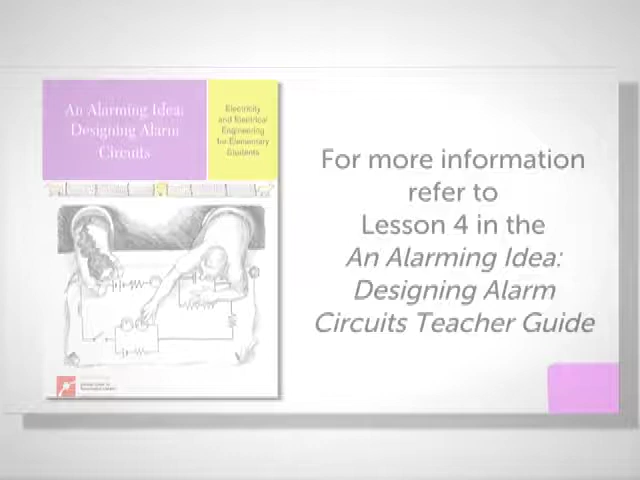 An Alarming Idea:
Designing Alarm
Circuits
Electricity
and Electrical
Engineering
for Elementary
Students
For more information
refer to
Lesson 4 in the
An Alarming Idea:
Designing Alarm
Circuits Teacher Guide